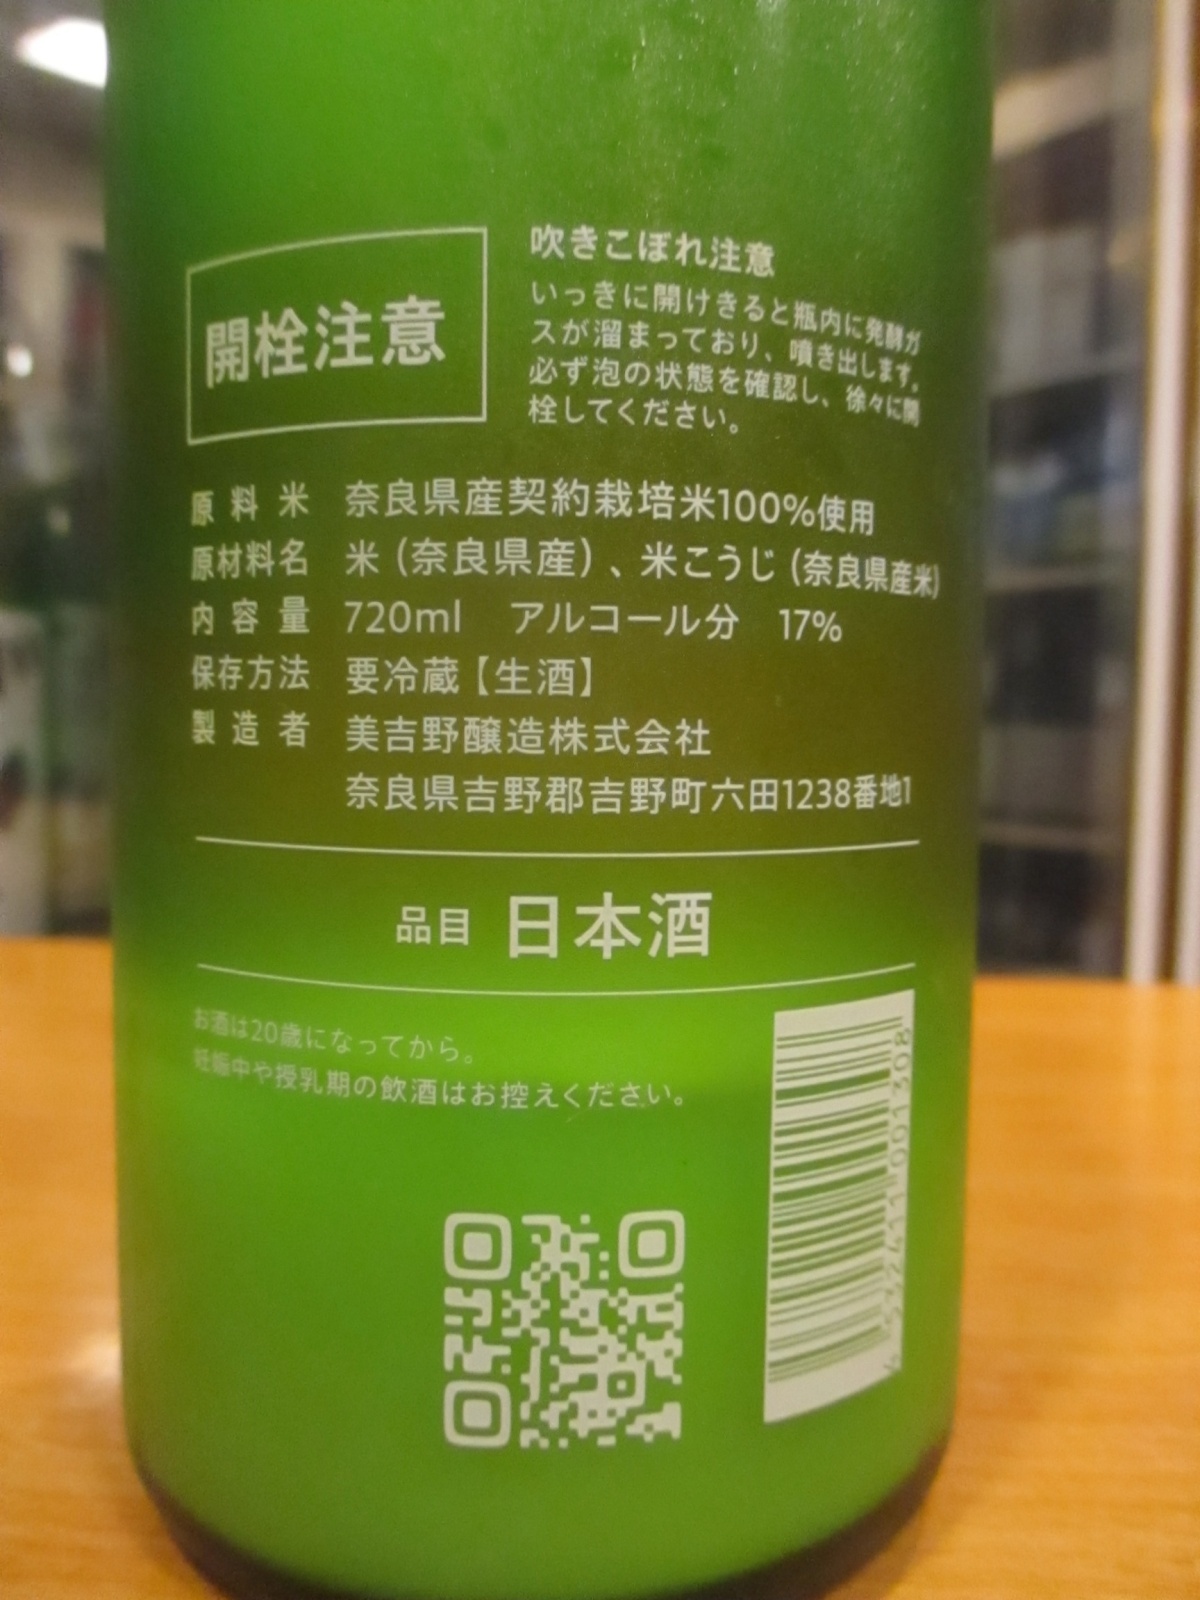 開栓注意
吹きこぼれ注意
いっきに開けきると瓶内に発酵ガ
スが溜まっており、噴き出します。
必ず泡の状態を確認し、徐々に開
栓してください。
原料米 奈良県産契約栽培米100%使用
原材料名 米（奈良県産）、米こうじ（奈良県産米）
内容量 720ml アルコール分 17%
保存方法 要冷蔵【生酒】
製造者 美吉野醸造株式会社
奈良県吉野郡吉野町六田1238番地1
品目 日本酒
お酒は20歳になってから。
妊娠中や授乳期の飲酒はお控えください。